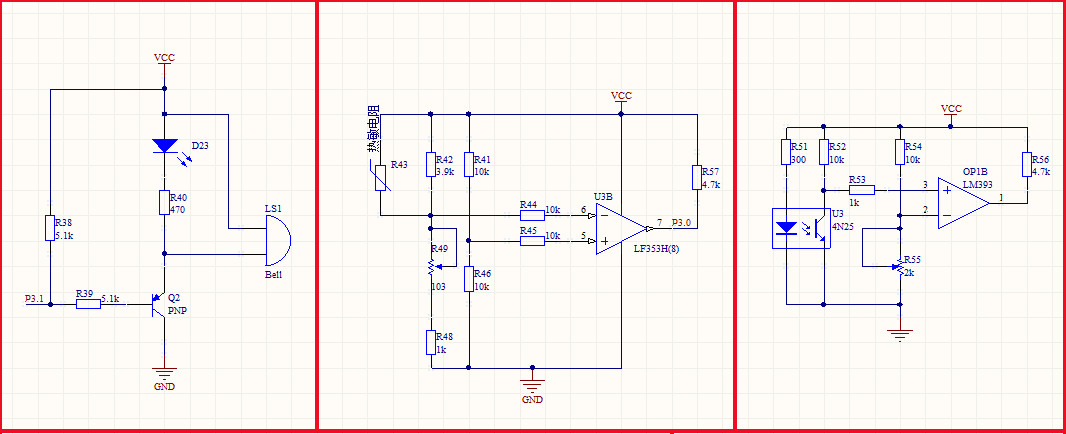 VCC
D23
R40
470
R38
5.1k
LS1
Bell
P3.1
R39
5.1k
Q2
PNP
GND
VCC
热敏电阻
R43
R42
3.9k
R41
10k
R57
4.7k
U3B
R44
10k
6
R45
10k
5
7
P3.0
LF353H(8)
R49
103
R46
10k
R48
1k
GND
VCC
R51
300
R52
10k
R54
10k
R56
4.7k
OP1B
LM393
R53
1k
3
2
1
U3
4N25
R55
2k